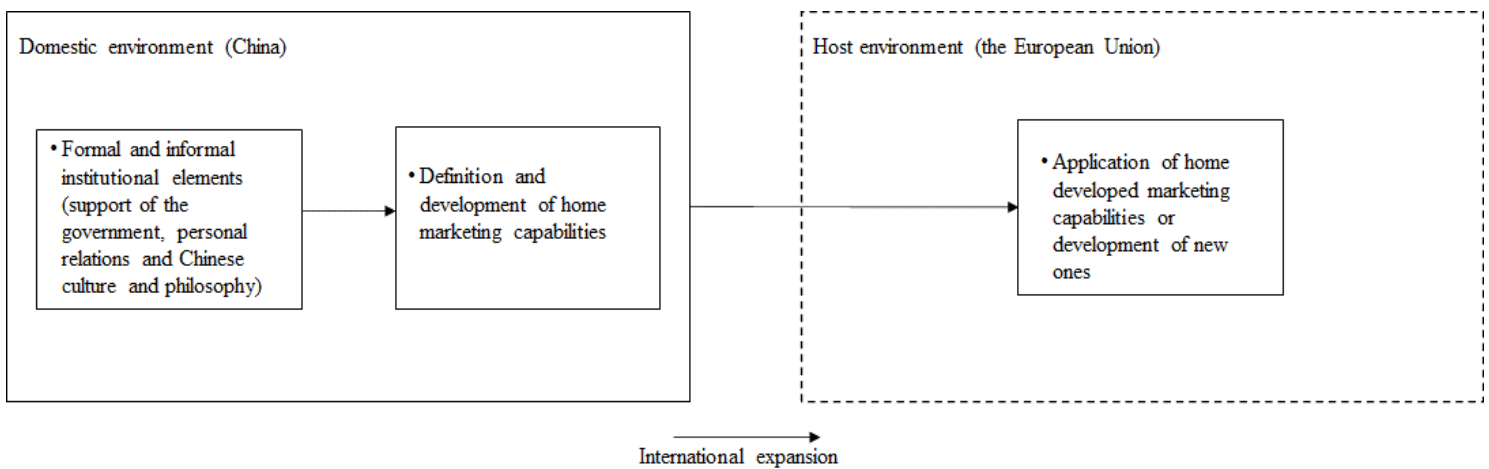 Domestic environment (China)
• Formal and informal
institutional elements
(support of the
government, personal
relations and Chinese
culture and philosophy)
• Definition and
development of home
marketing capabilities
Host environment (the European Union)
• Application of home
developed marketing
capabilities or
development of new
ones
International expansion